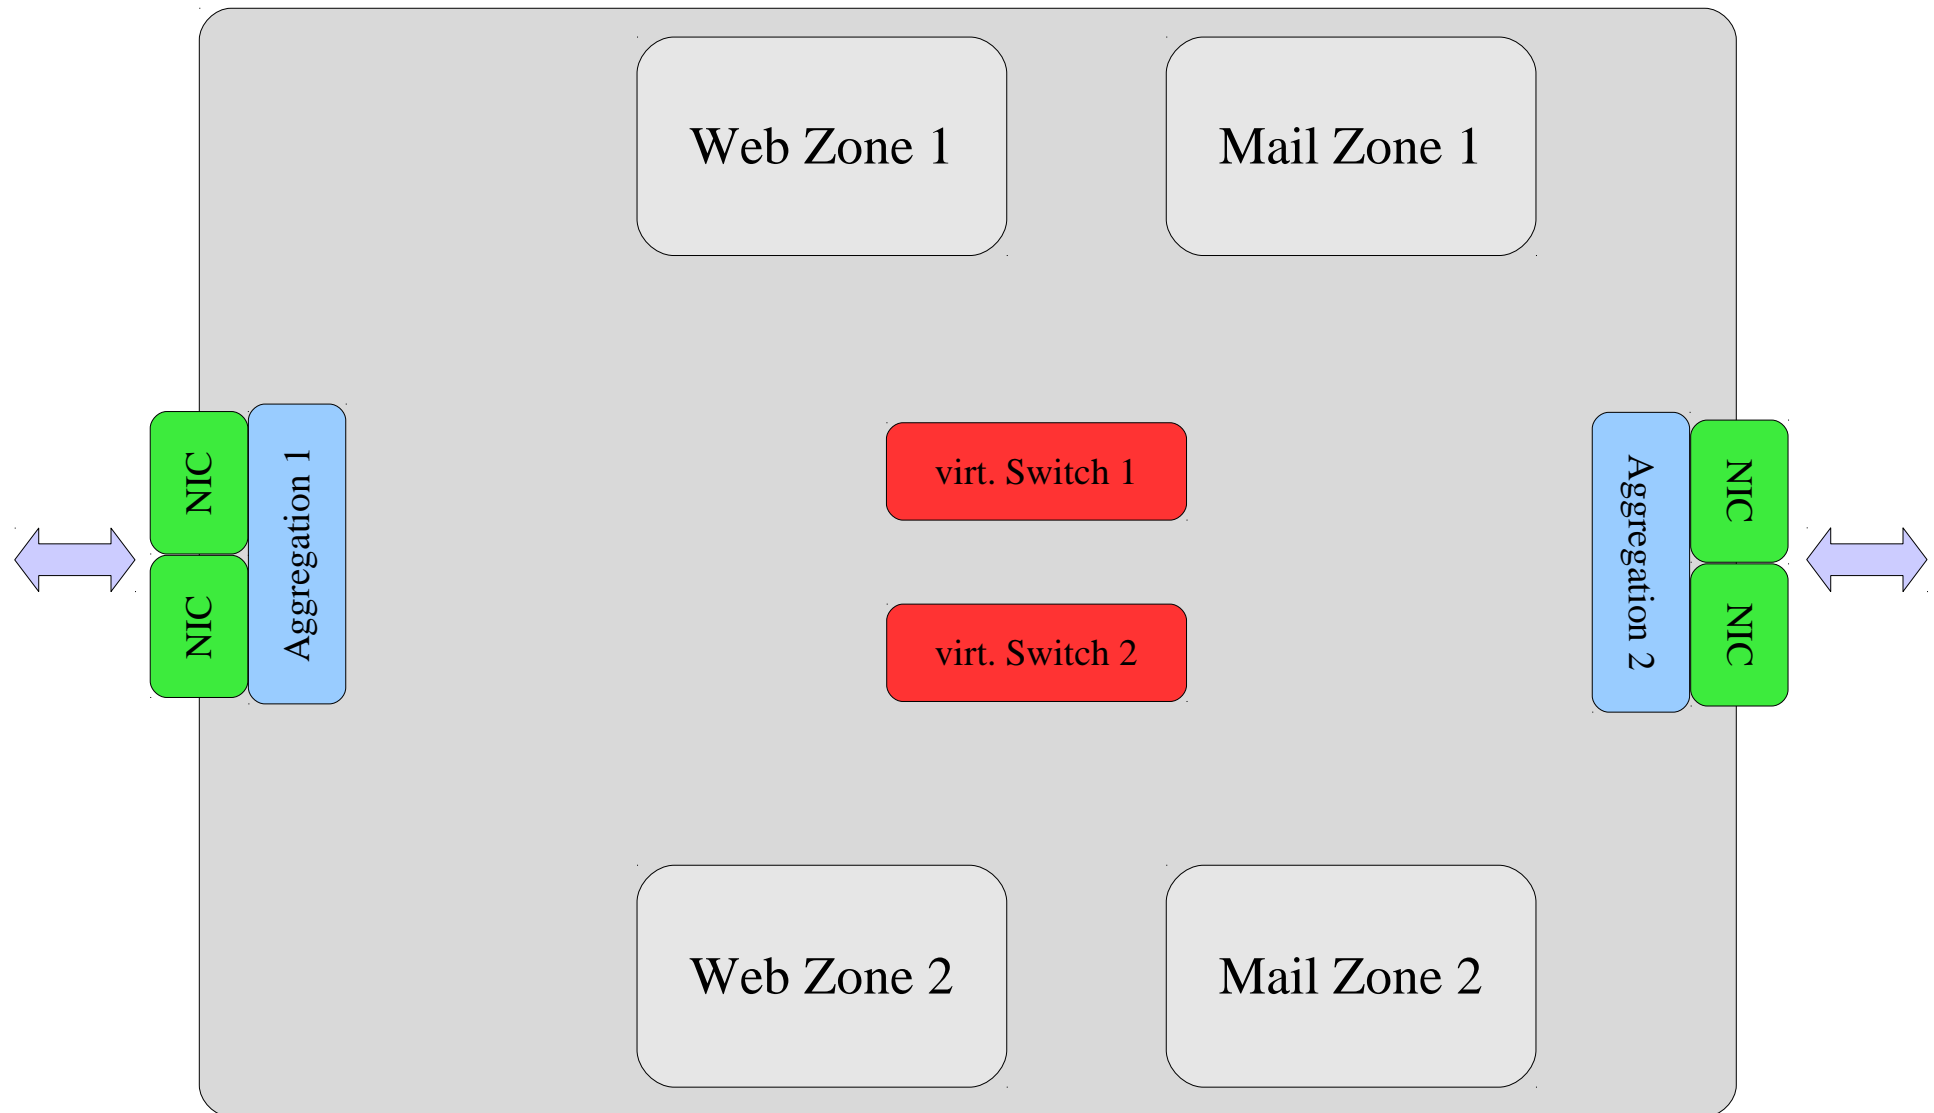 Web Zone 1
Mail Zone 1
NIC
NIC
Aggregation 1
virt. Switch 1
virt. Switch 2
Aggregation 2
NIC
NIC
Web Zone 2
Mail Zone 2